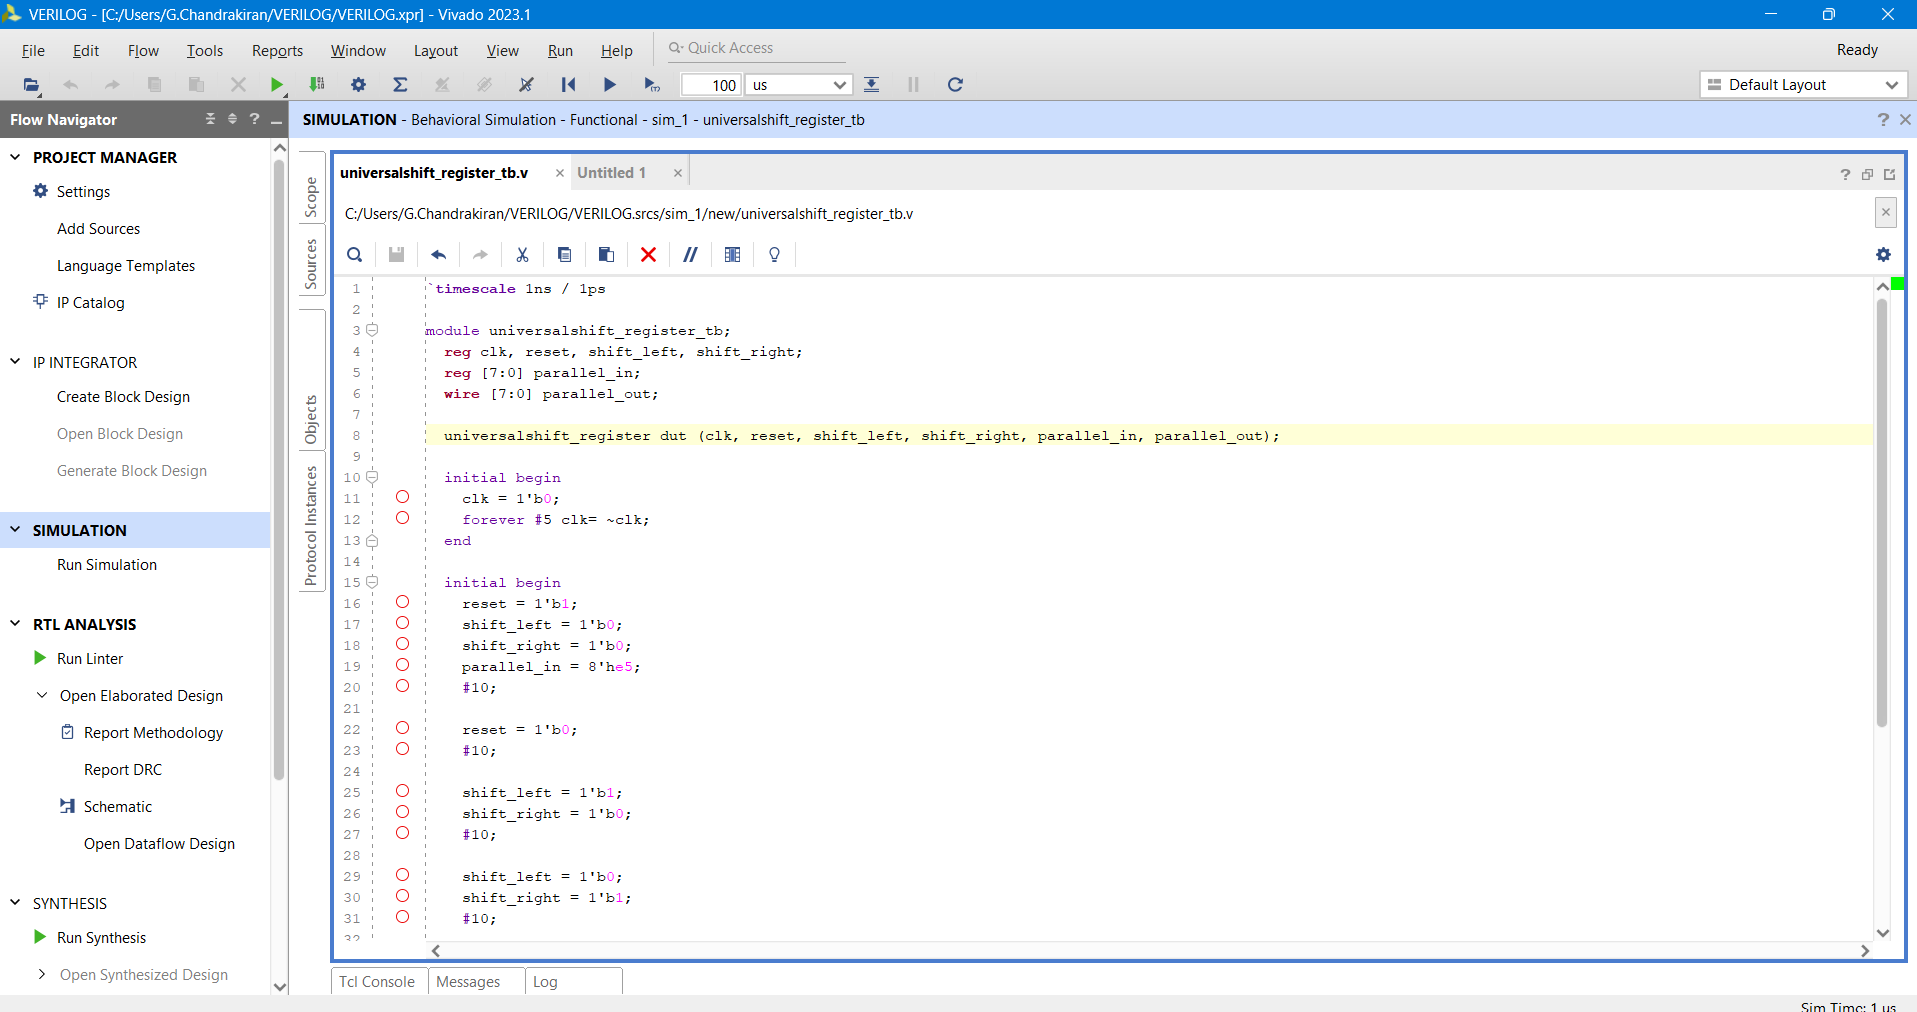 VERILOG - [C:/Users/G.Chandrakiran/VERILOG/VERILOG.xpr] - Vivado 2023.1
File Edit Flow Tools Reports Window Layout View Run Help Quick Access Ready
100 us Default Layout
Flow Navigator
SIMULATION - Behavioral Simulation - Functional - sim_1 - universalshift_register_tb
PROJECT MANAGER
Settings
Add Sources
Language Templates
IP Catalog
IP INTEGRATOR
Create Block Design
Open Block Design
Generate Block Design
SIMULATION
Run Simulation
RTL ANALYSIS
Run Linter
Open Elaborated Design
Report Methodology
Report DRC
Schematic
Open Dataflow Design
SYNTHESIS
Run Synthesis
Open Synthesized Design
Scope
Sources
Objects
Protocol Instances
universalshift_register_tb.v Untitled 1
C:/Users/G.Chandrakiran/VERILOG/VERILOG.srcs/sim_1/new/universalshift_register_tb.v
1 `timescale 1ns / 1ps
2
3 module universalshift_register_tb;
4 reg clk, reset, shift_left, shift_right;
5 reg [7:0] parallel_in;
6 wire [7:0] parallel_out;
7
8 universalshift_register dut (clk, reset, shift_left, shift_right, parallel_in, parallel_out);
9
10 initial begin
11 clk = 1'b0;
12 forever #5 clk= ~clk;
13 end
14
15 initial begin
16 reset = 1'b1;
17 shift_left = 1'b0;
18 shift_right = 1'b0;
19 parallel_in = 8'he5;
20 #10;
21
22 reset = 1'b0;
23 #10;
24
25 shift_left = 1'b1;
26 shift_right = 1'b0;
27 #10;
28
29 shift_left = 1'b0;
30 shift_right = 1'b1;
31 #10;
32
Tcl Console Messages Log
Sim Time: 1 us